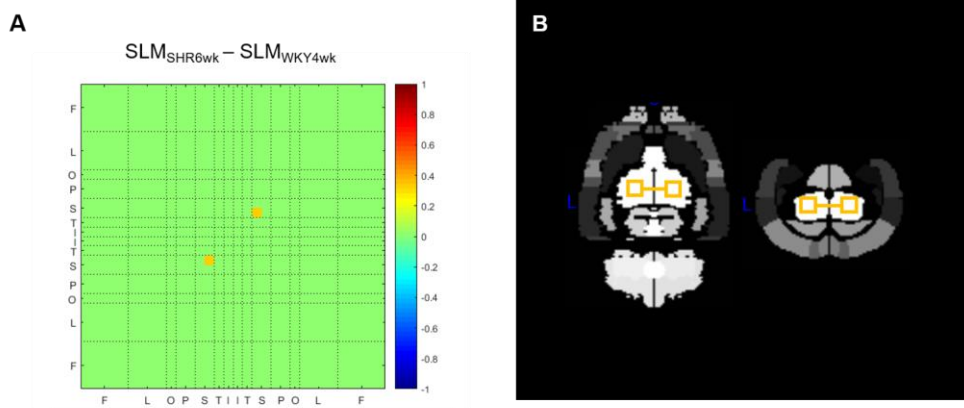 A
SLMSHR6wk – SLMWKY4wk
F
L
O
P
S
T
I
I
T
S
P
O
L
F
F L O P S T I I T S P O L F
1
0.8
0.6
0.4
0.2
0
-0.2
-0.4
-0.6
-0.8
-1
B
L
L